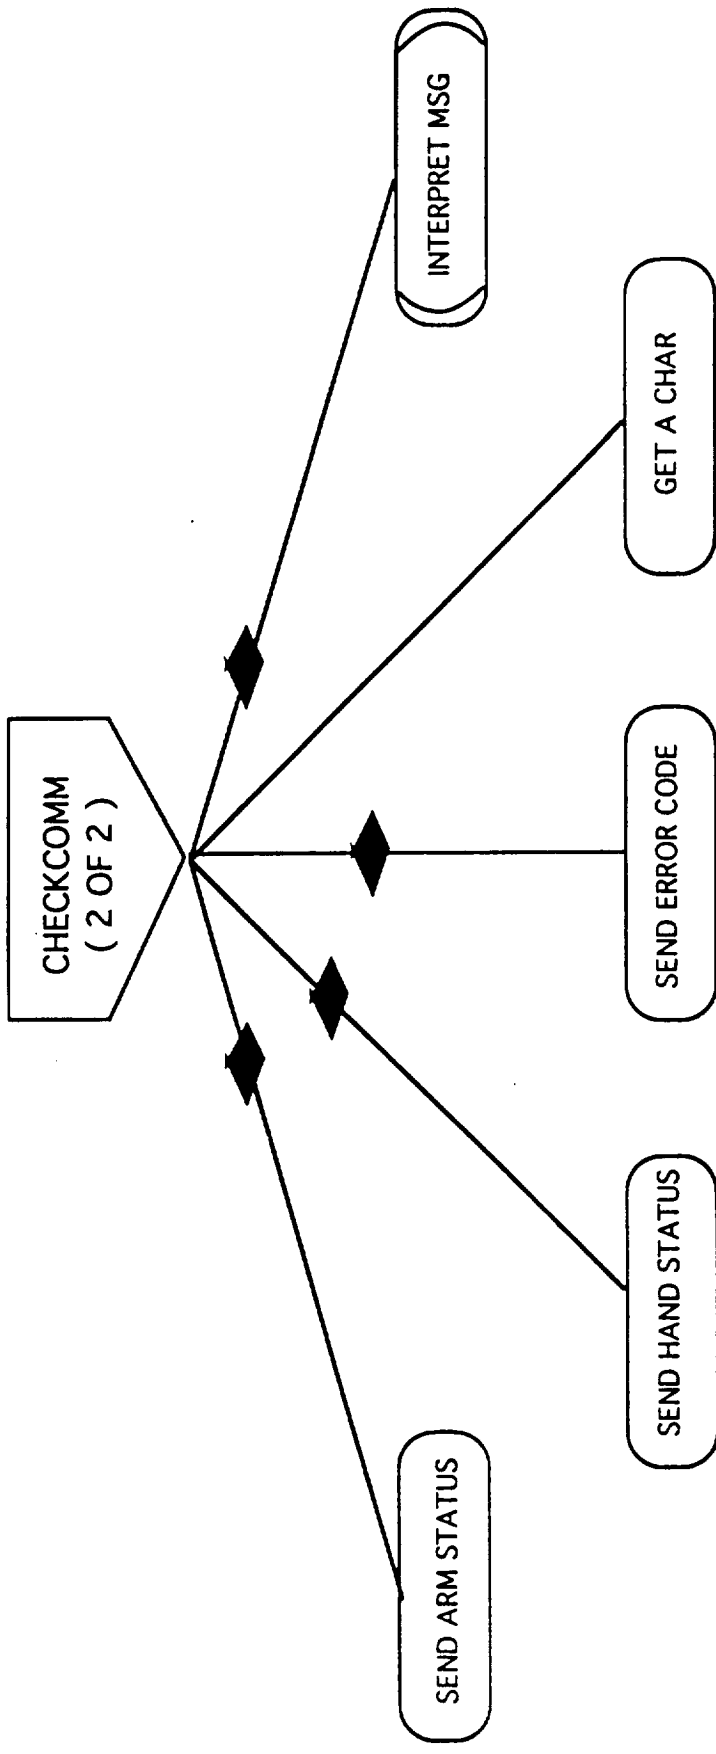 CHECKCOMM
( 2 OF 2 )
SEND ARM STATUS
SEND HAND STATUS
SEND ERROR CODE
GET A CHAR
INTERPRET MSG